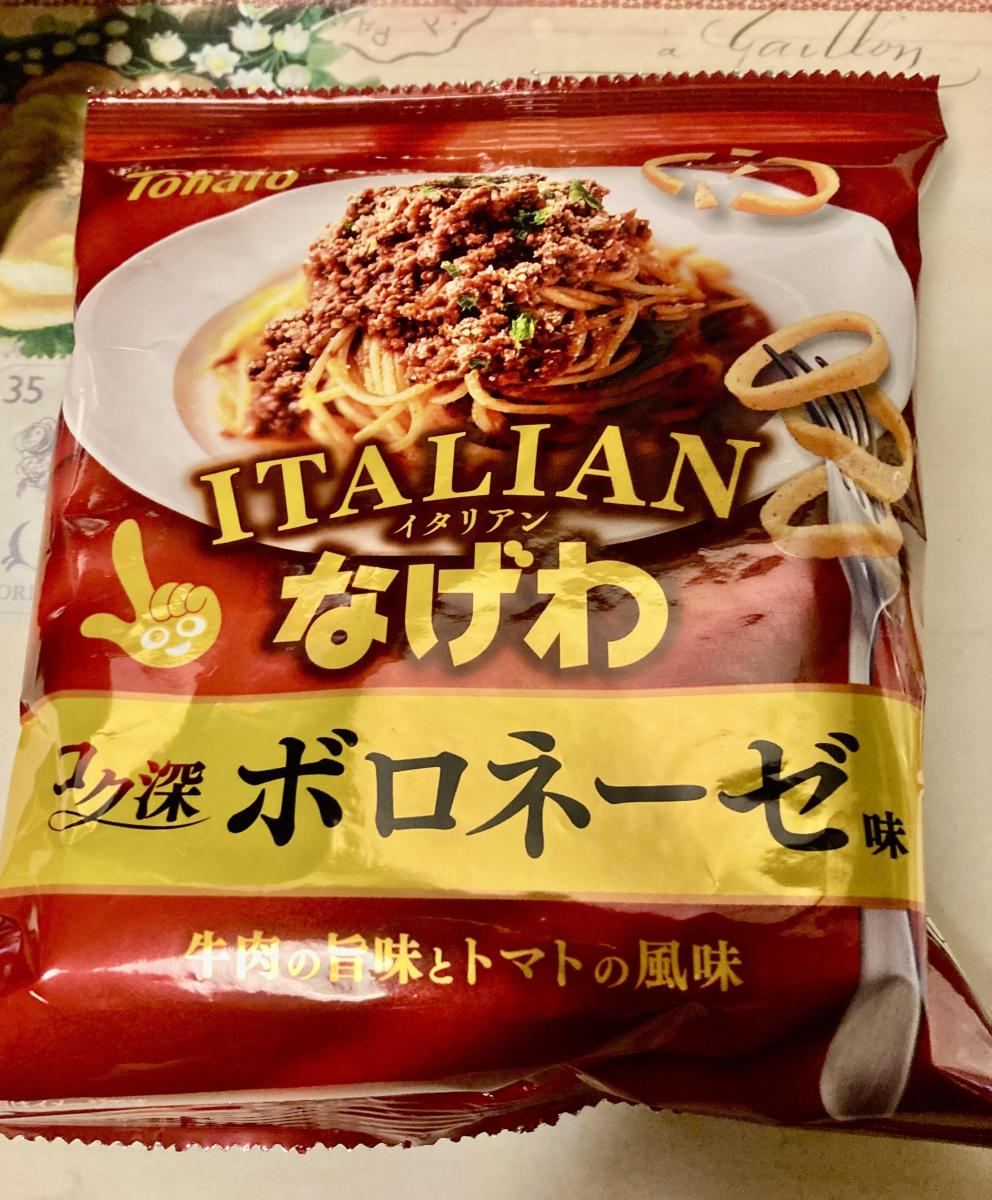 à Gaillon
Tohato
35
ITALIAN
イタリアン
なげわ
コク深 ボロネーゼ味
牛肉の旨味とトマトの風味